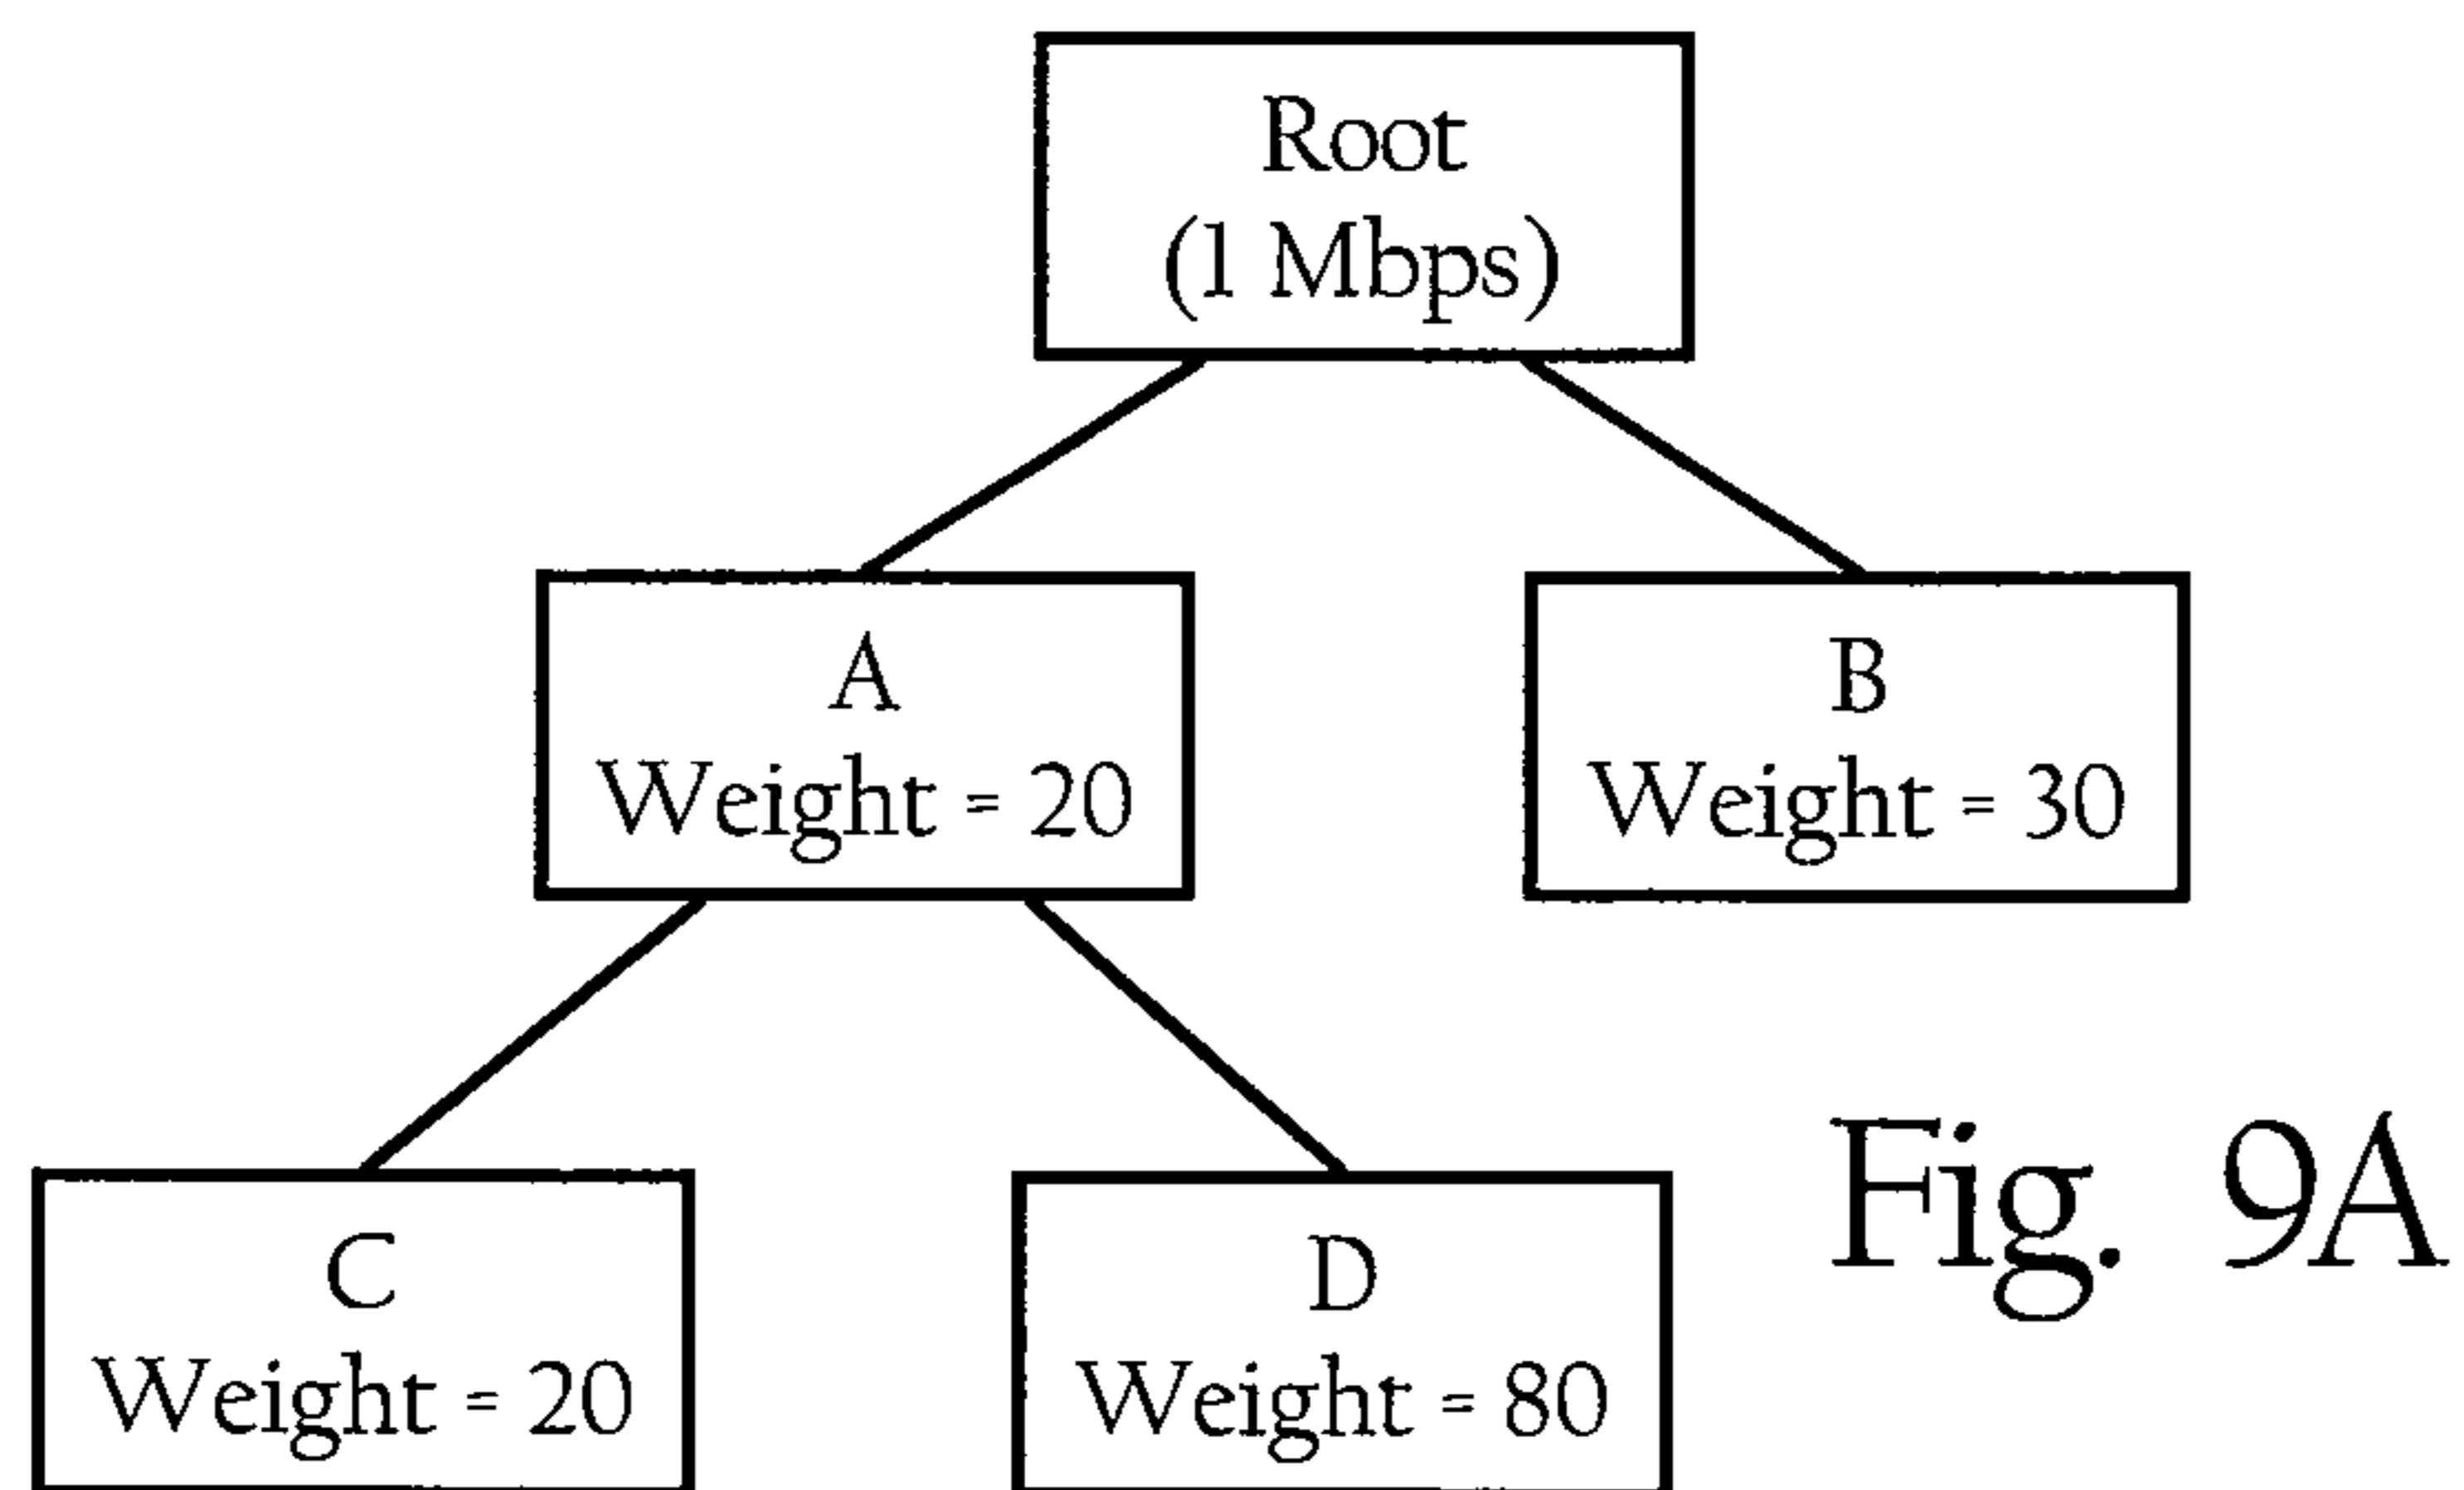 Root
(1 Mbps)
A
Weight = 20
B
Weight = 30
C
Weight = 20
D
Weight = 80
Fig. 9A